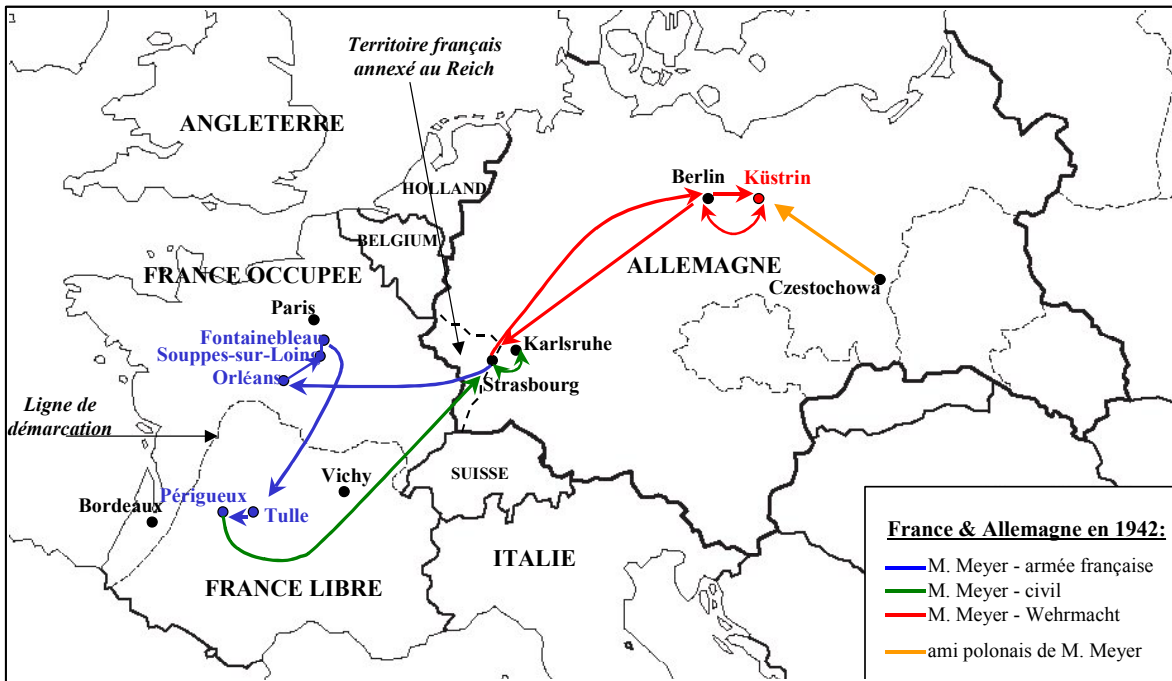 Territoire français
annexé au Reich
ANGLETERRE
HOLLAND
Berlin
Küstrin
BELGIUM
FRANCE OCCUPEE
ALLEMAGNE
Czestochowa
Paris
Fontainebleau
Souppes-sur-Loing
Orléans
Karlsruhe
Strasbourg
Ligne de
démarcation
Vichy
SUISSE
Périgueux
Bordeaux
Tulle
ITALIE
FRANCE LIBRE
France & Allemagne en 1942:
M. Meyer - armée française
M. Meyer - civil
M. Meyer - Wehrmacht
ami polonais de M. Meyer